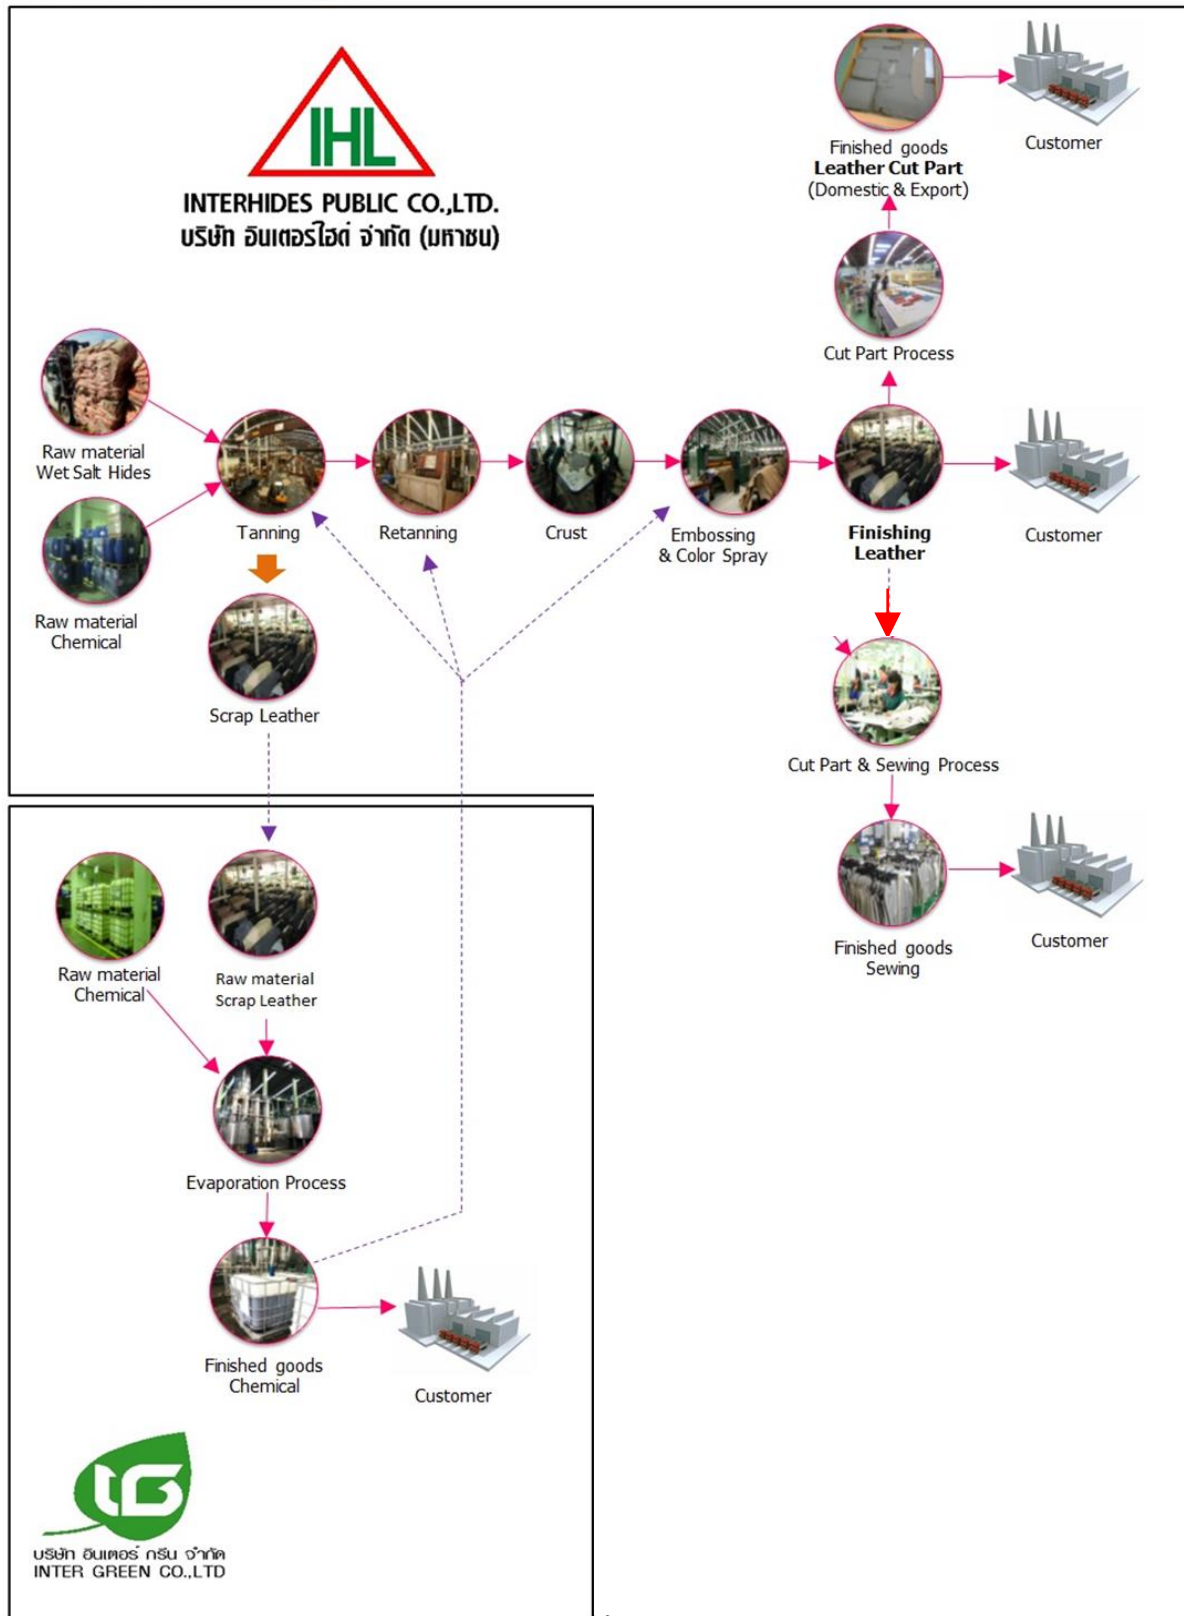 IHL
INTERHIDES PUBLIC CO.,LTD.
บริษัท อินเตอร์ไฮด์ จำกัด (มหาชน)
Finished goods
Leather Cut Part
(Domestic & Export)
Customer
Cut Part Process
Raw material
Wet Salt Hides
Tanning
Retanning
Crust
Embossing
& Color Spray
Finishing
Leather
Customer
Raw material
Chemical
Scrap Leather
Cut Part & Sewing Process
Finished goods
Sewing
Customer
Raw material
Chemical
Raw material
Scrap Leather
Evaporation Process
Finished goods
Chemical
Customer
IG
บริษัท อินเตอร์ กรีน จำกัด
INTER GREEN CO.,LTD